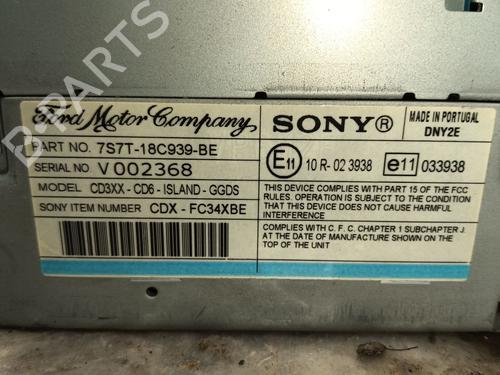 B-PARTS
Ford Motor Company
SONY®
MADE IN PORTUGAL
DNY2E
PART NO. 7S7T-18C939-BE
SERIAL NO V 002368
MODEL CD3XX - CD6 - ISLAND - GGDS
SONY ITEM NUMBER CDX - FC34XBE
E11 10 R- 02 3938 e11 033938
THIS DEVICE COMPLIES WITH PART 15 OF THE FCC
RULES. OPERATION IS SUBJECT TO THE CONDITION
THAT THIS DEVICE DOES NOT CAUSE HARMFUL
INTERFERENCE
COMPLIES WITH C. F. C. CHAPTER 1 SUBCHAPTER J.
AT THE DATE OF MANUFACTURE SHOWN ON THE
TOP OF THE UNIT